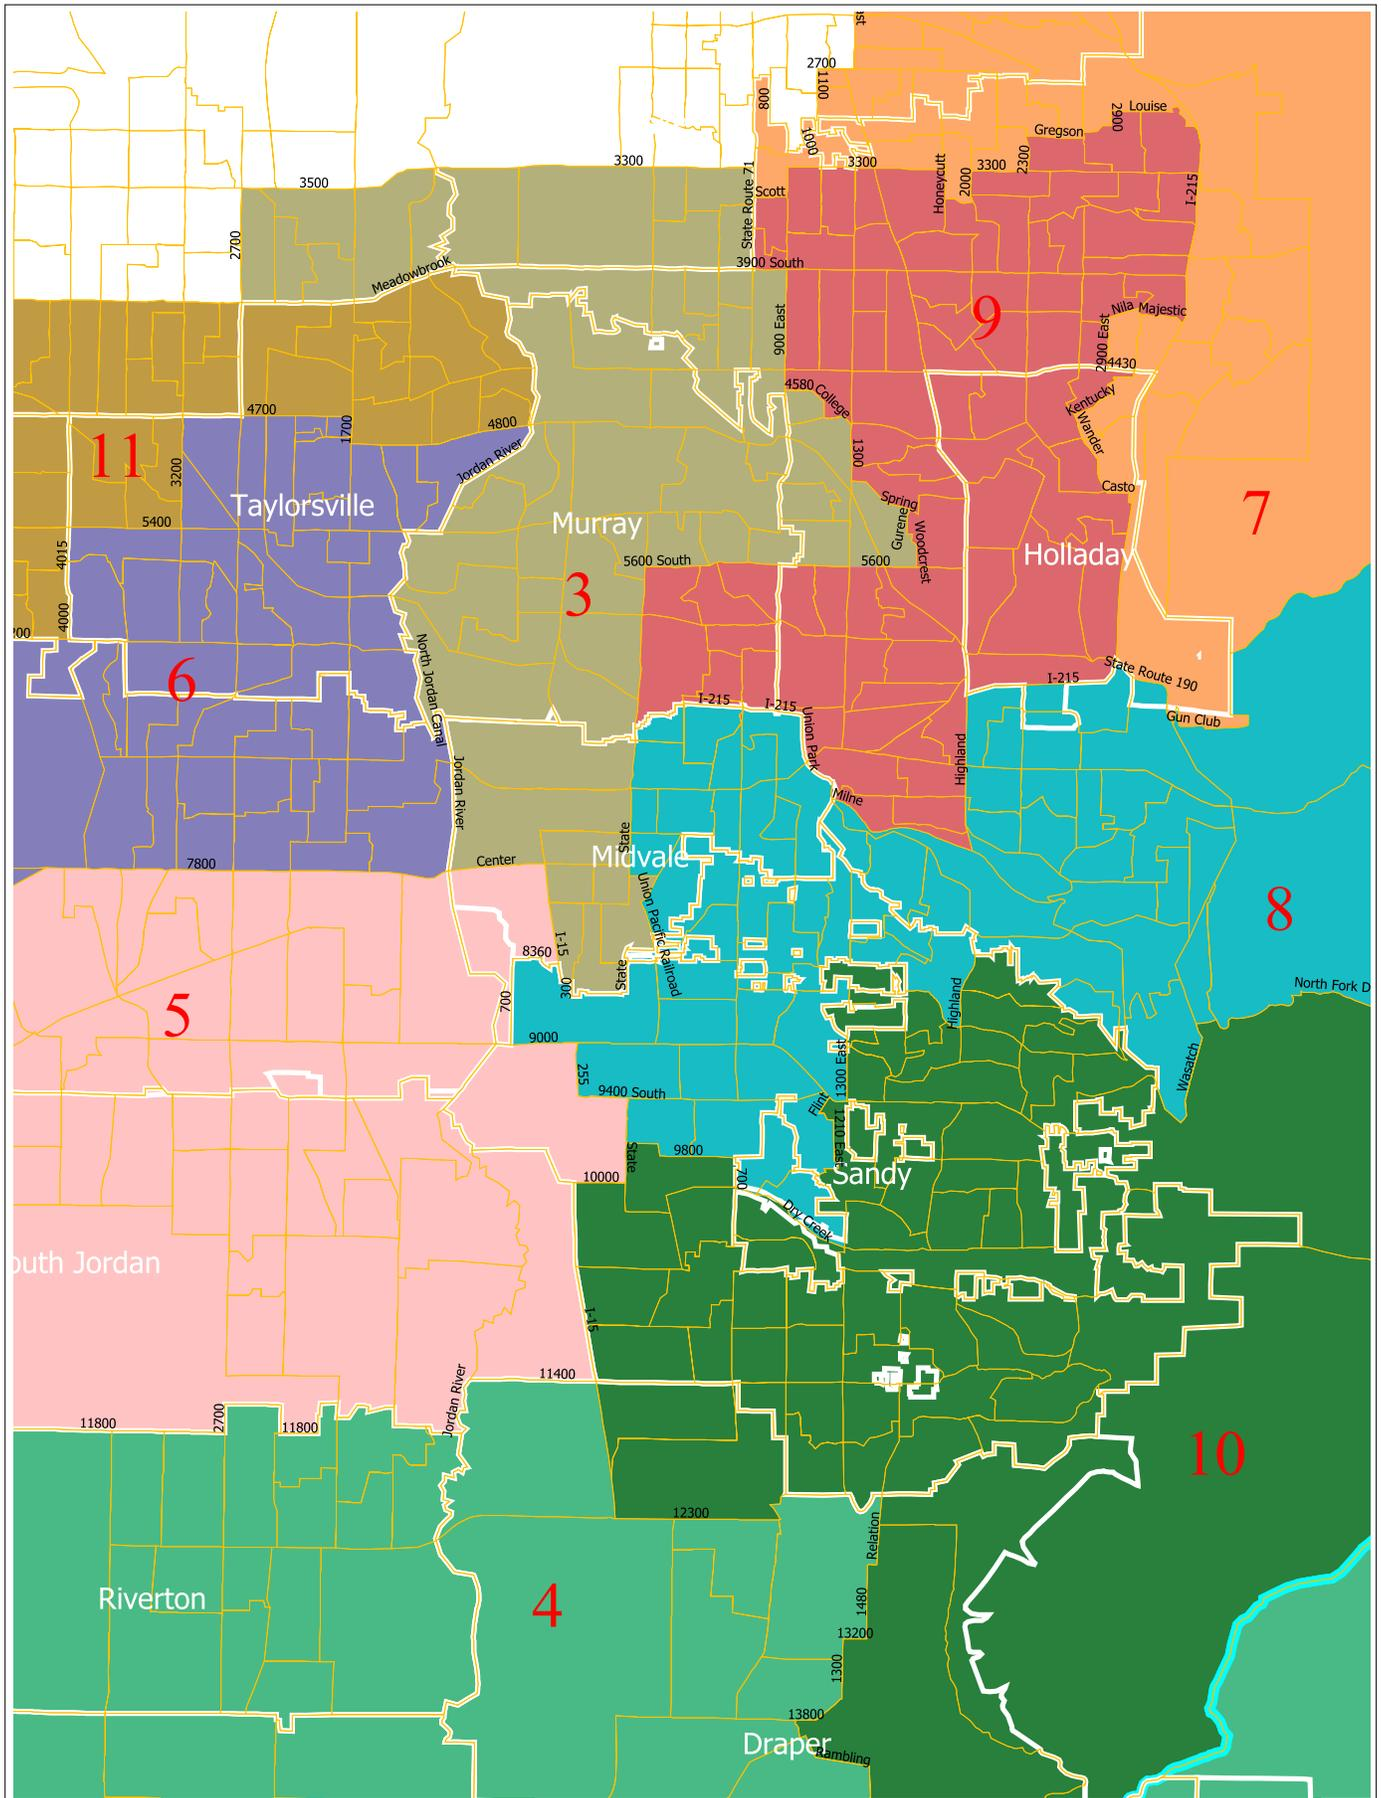 ast
2700
1100
800
Louise
2900
Gregson
1000
3300
3300
3300
2300
3500
Honeycutt
2000
I-215
State Route 71
Scott
2700
Meadowbrook
3900 South
9
Nila
Majestic
900 East
2900 East
4430
4580
College
Kentucky
4700
1700
4800
Wander
11
1300
Jordan River
3200
Casto
Taylorsville
Spring
7
5400
Murray
Gurene
Woodcrest
4015
5600 South
5600
Holladay
3
4000
200
North Jordan Canal
State Route 190
6
I-215
I-215
I-215
Gun Club
Union Park
Highland
Jordan River
Milne
State
Center
Midvale
7800
Union Pacific Railroad
8
I-15
8360
State
300
Highland
North Fork D
700
5
9000
1300 East
Wasatch
255
9400 South
Flint
1210 East
State
9800
10000
700
Sandy
Dry Creek
outh Jordan
I-15
11400
Jordan River
2700
11800
11800
10
12300
Relation
Riverton
4
1480
13200
1300
13800
Draper
Rambling